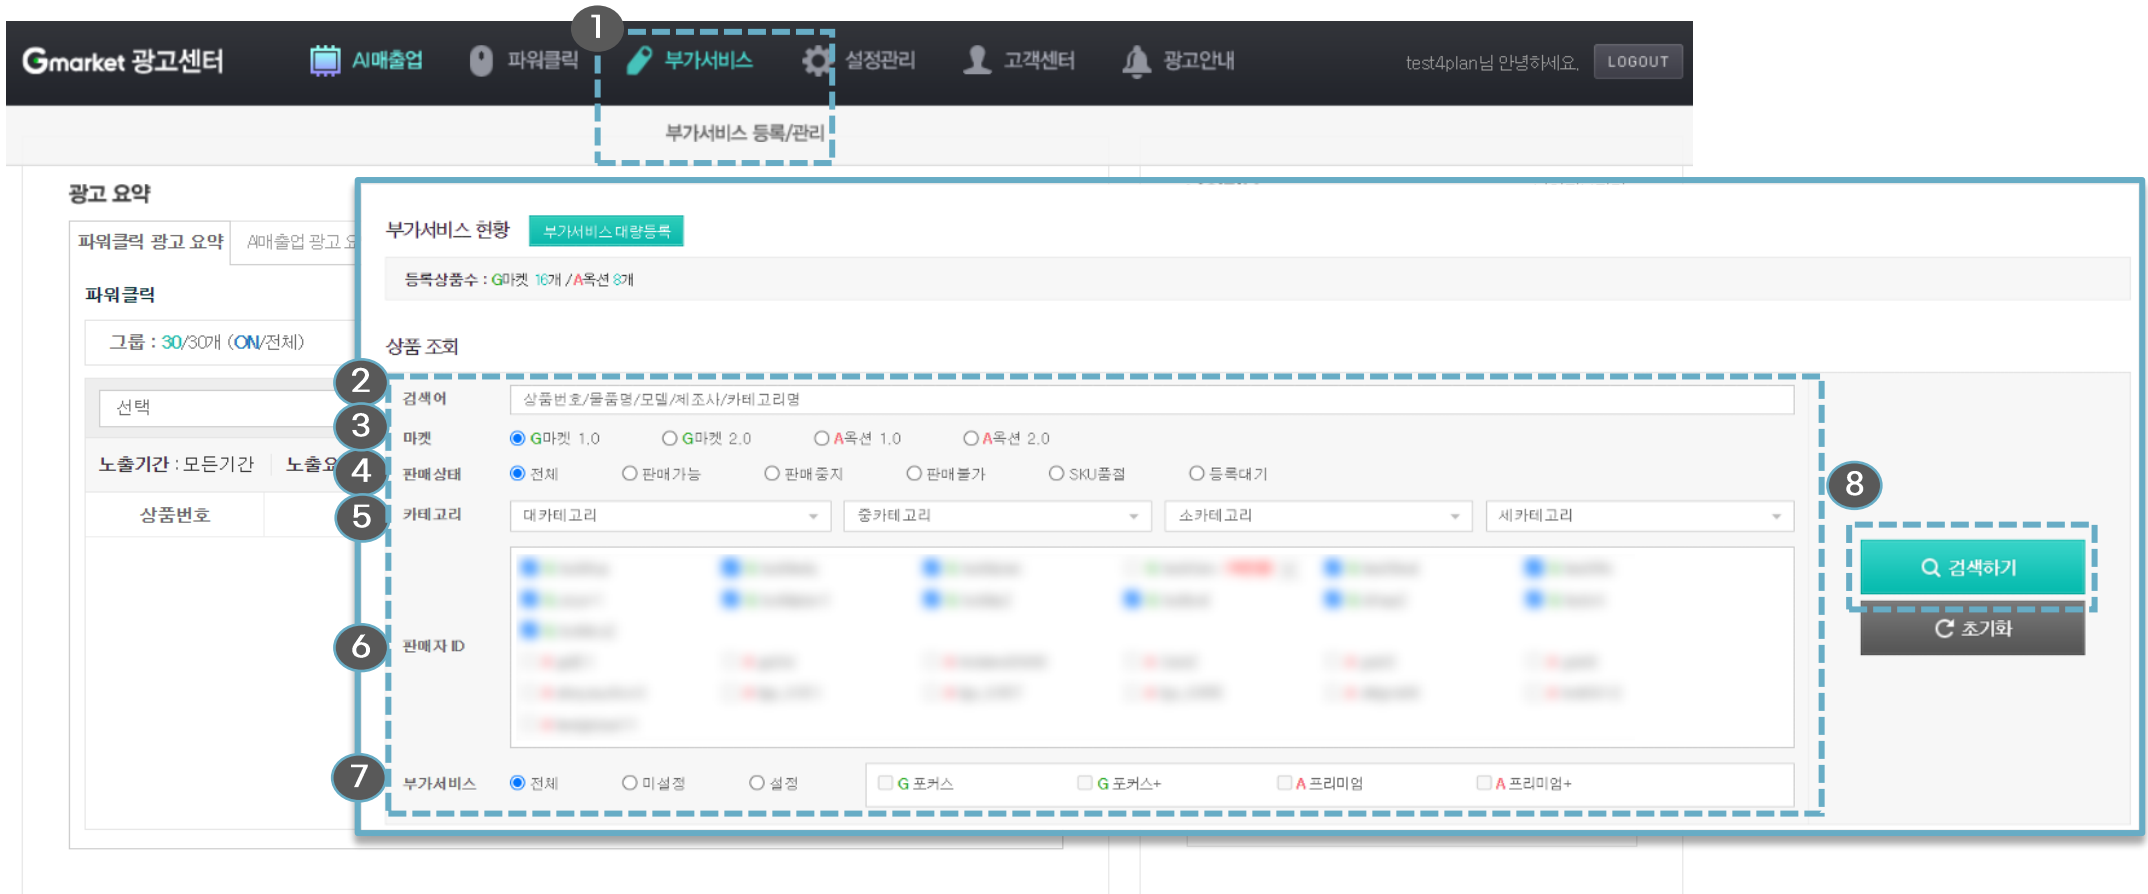 1
Gmarket 광고센터 AI매출업 파워클릭 부가서비스 설정관리 고객센터 광고안내 test4plan님 안녕하세요. LOGOUT
부가서비스 등록/관리
광고 요약
파워클릭 광고 요약 AI매출업 광고
파워클릭
그룹 : 30/30개 (ON/전체)
선택
노출기간 : 모든기간 노출요
상품번호
부가서비스 현황 부가서비스 대량등록
등록상품수 : G마켓 16개 / A옥션 8개
상품 조회
2 검색어 상품번호/물품명/모델/제조사/카테고리명
3 마켓 G마켓 1.0 G마켓 2.0 A옥션 1.0 A옥션 2.0
4 판매상태 전체 판매가능 판매중지 판매불가 SKU품절 등록대기
5 카테고리 대카테고리 중카테고리 소카테고리 세카테고리
6 판매자 ID
7 부가서비스 전체 미설정 설정 G 포커스 G 포커스+ A 프리미엄 A 프리미엄+
8
검색하기
초기화